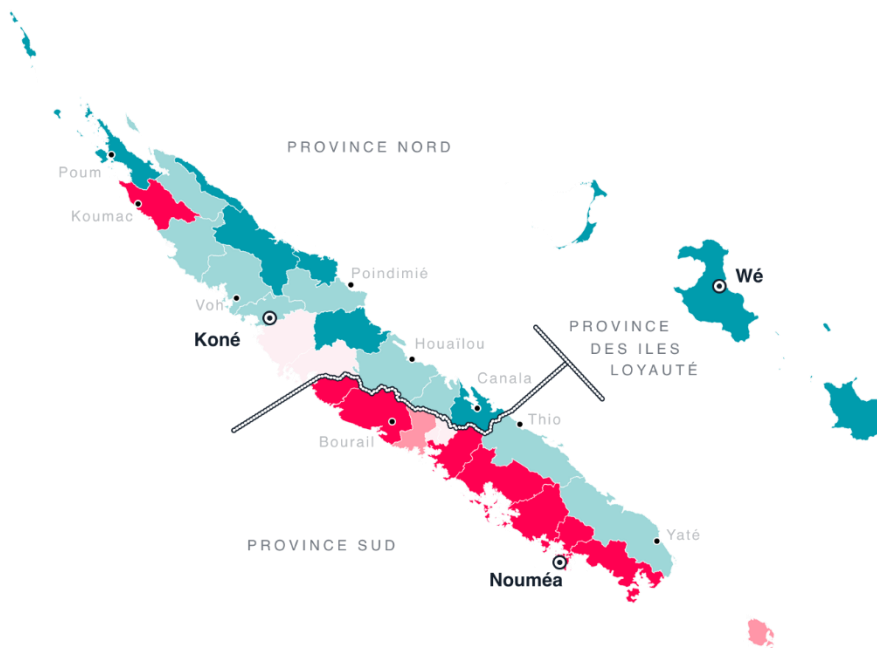 PROVINCE NORD
Poum
Koumac
Poindimié
Wé
Voh
Koné
PROVINCE
DES ILES
LOYAUTÉ
Houaïlou
Canala
Thio
Bourail
Yaté
PROVINCE SUD
Nouméa